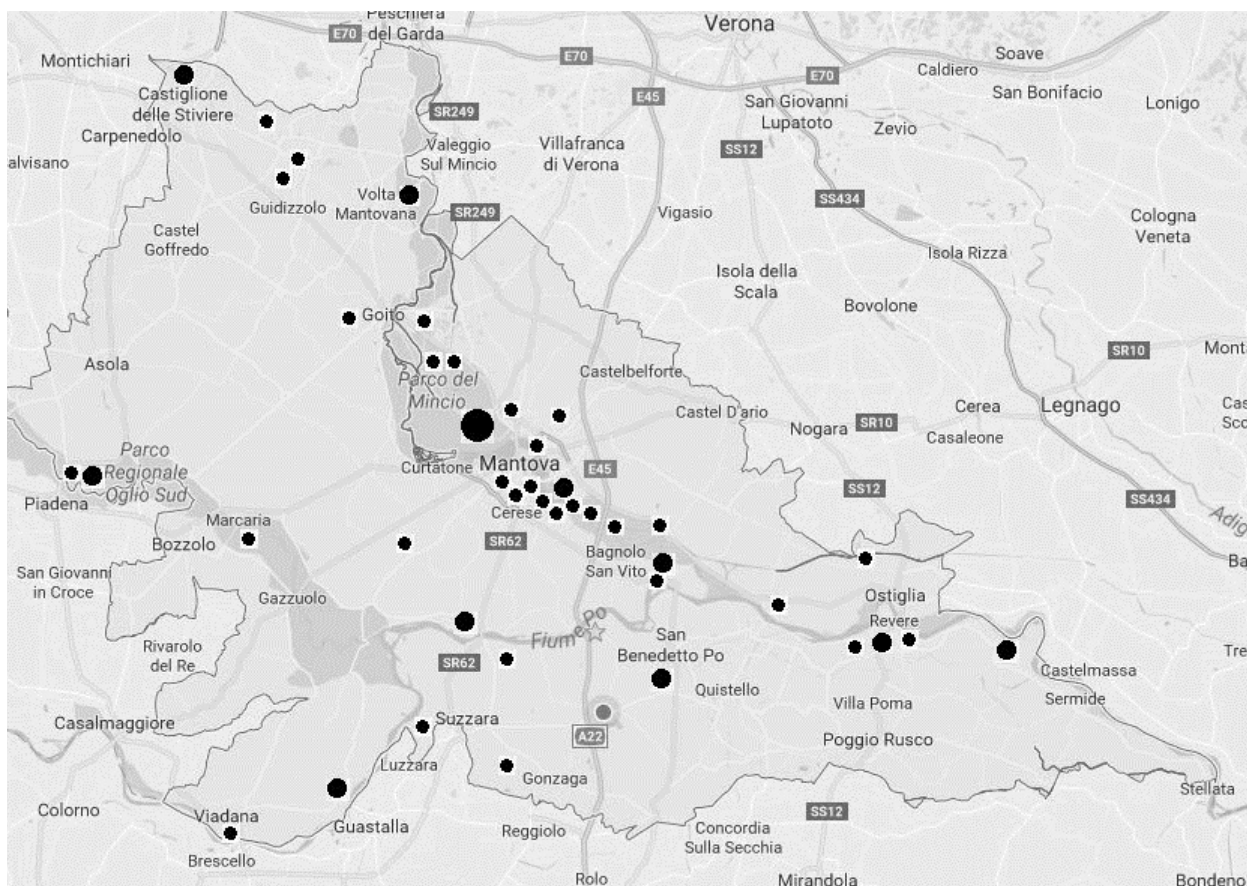 Peschiera
del Garda
Verona
E70
E70
Soave
Montichiari
Caldiero
E70
Castiglione
delle Stiviere
E45
San Giovanni
Lupatoto
San Bonifacio
Lonigo
SR249
Carpenedolo
Valeggio
Sul Mincio
Villafranca
di Verona
Zevio
SS12
alvisano
Volta
Mantovana
SS434
Guidizzolo
SR249
Vigasio
Cologna
Veneta
Castel
Goffredo
Isola Rizza
Isola della
Scala
Bovolone
Goito
SR10
Mont
Asola
Castelbelforte
Parco del
Mincio
Castel D'ario
Cerea
Legnago
Cas
Sco
Nogara
SR10
Casaleone
Parco
Regionale
Oglio Sud
Curtatone
Mantova
E45
SS12
SS434
Piadena
Cerese
Marcaria
Adig
Bozzolo
SR62
Bagnolo
San Vito
Ba
San Giovanni
in Croce
Gazzuolo
Ostiglia
Revere
Fiume Po
Rivarolo
del Re
San
Benedetto Po
SR62
Tre
Castelmassa
Quistello
Sermide
Villa Poma
Casalmaggiore
Suzzara
A22
Poggio Rusco
Luzzara
Gonzaga
Stellata
Colorno
Viadana
Guastalla
SS12
Reggiolo
Concordia
Sulla Secchia
Brescello
Rolo
Mirandola
Bondeno